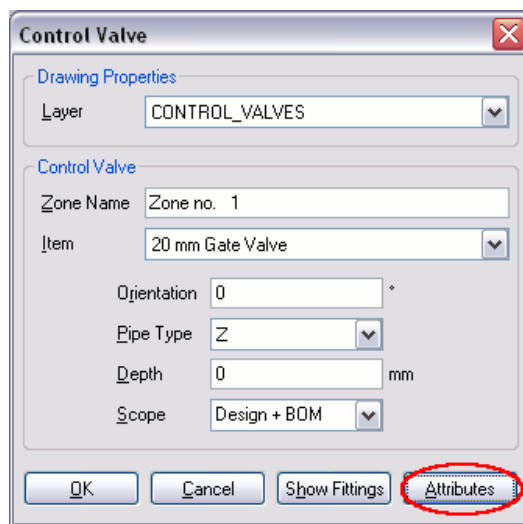 Control Valve
Drawing Properties
Layer CONTROL_VALVES
Control Valve
Zone Name Zone no. 1
Item 20 mm Gate Valve
Orientation 0 °
Pipe Type Z
Depth 0 mm
Scope Design + BOM
OK Cancel Show Fittings Attributes